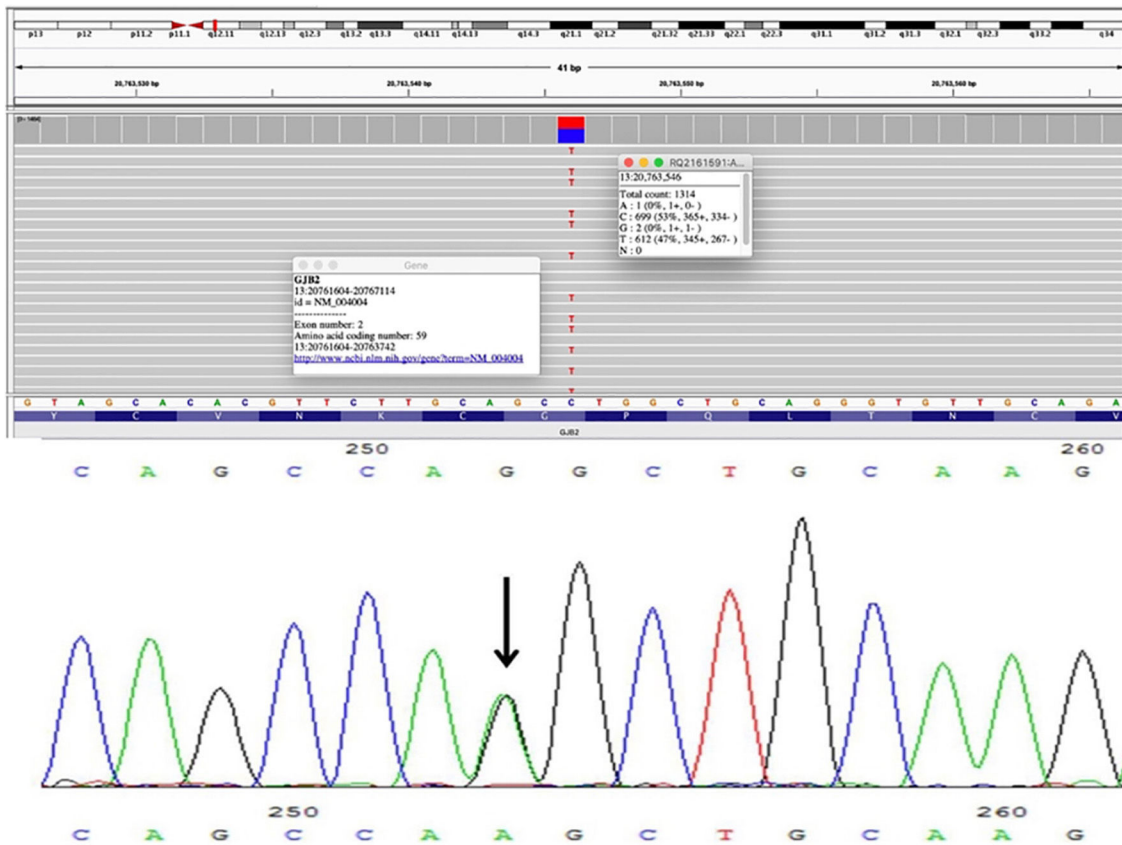 p13 p12 p11.2 p11.1 q12.11 q12.13 q12.3 q13.2 q13.3 q14.11 q14.13 q14.3 q21.1 q21.2 q21.32 q21.33 q22.1 q22.3 q31.1 q31.2 q31.3 q32.1 q32.3 q33.2 q34
41 bp
20,763,530 bp 20,763,540 bp 20,763,550 bp 20,763,560 bp
T
T
T
T
T
T
T
T
T
T
T
T
RQ2161591:A...
13:20,763,546
Total count: 1314
A : 1 (0%, 1+, 0- )
C : 699 (53%, 365+, 334- )
G : 2 (0%, 1+, 1- )
T : 612 (47%, 345+, 267- )
N : 0
Gene
GJB2
13:20761604-20767114
id = NM_004004
--------------
Exon number: 2
Amino acid coding number: 59
13:20761604-20763742
http://www.ncbi.nlm.nih.gov/gene?term=NM_004004
G T A G C A C A C G T T C T T G C A G C C T G G C T G C A G G G T G T T G C A G A
Y C V N K C G P Q L T N C V
GJB2
250 260
C A G C C A G G C T G C A A G
250 260
C A G C C A A G C T G C A A G